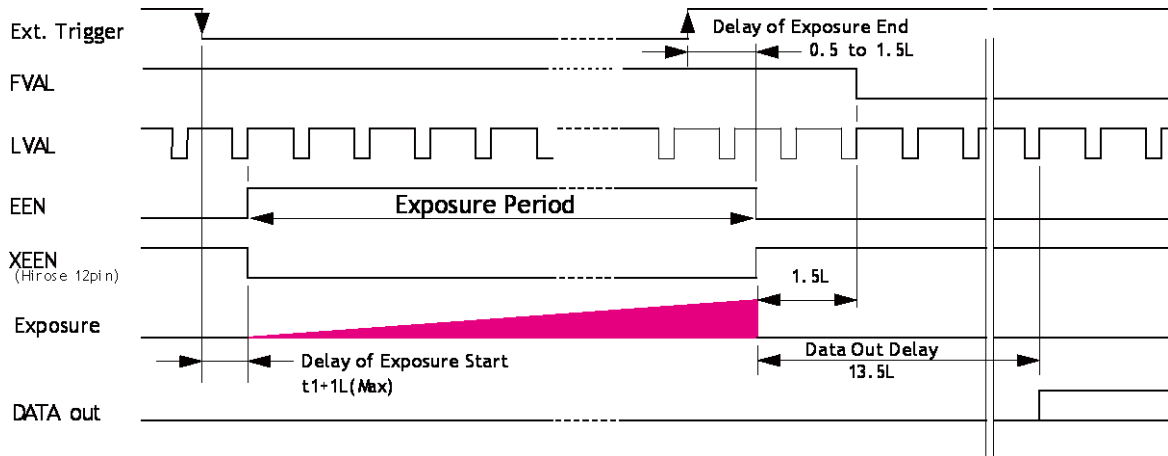 Ext. Trigger
Delay of Exposure End
0.5 to 1.5L
FVAL
LVAL
EEN
Exposure Period
XEEN
(Hirose 12pin)
1.5L
Exposure
Delay of Exposure Start
t1+1L(Max)
Data Out Delay
13.5L
DATA out